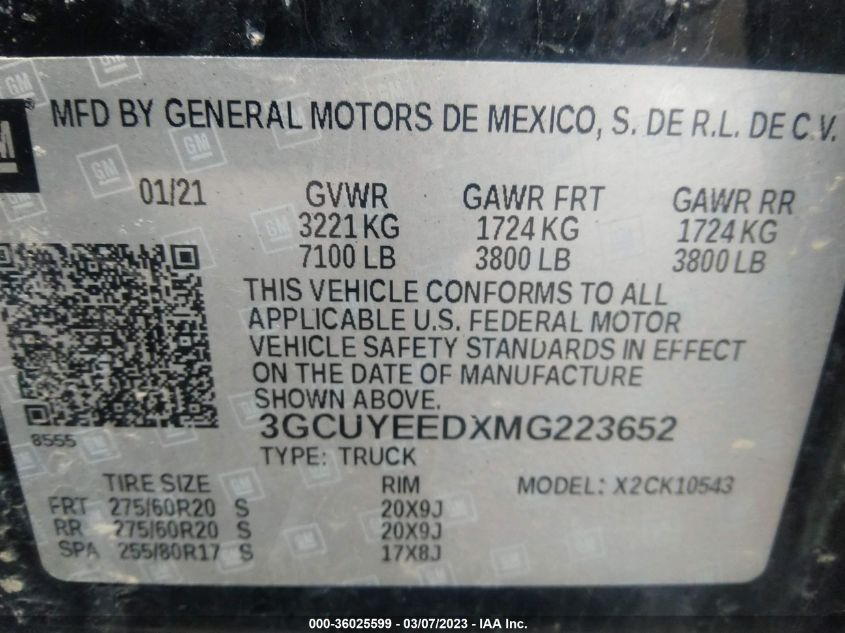 MFD BY GENERAL MOTORS DE MEXICO, S. DE R.L. DE C.V.
01/21 GVWR GAWR FRT GAWR RR
3221 KG 1724 KG 1724 KG
7100 LB 3800 LB 3800 LB
THIS VEHICLE CONFORMS TO ALL
APPLICABLE U.S. FEDERAL MOTOR
VEHICLE SAFETY STANDARDS IN EFFECT
ON THE DATE OF MANUFACTURE
SHOWN ABOVE.
8555 3GCUYEEDXMG223652
TYPE: TRUCK
TIRE SIZE RIM MODEL: X2CK10543
FRT 275/60R20 S 20X9J
RR 275/60R20 S 20X9J
SPA 255/80R17 S 17X8J
000-36025599 — 03/07/2023 — IAA Inc.